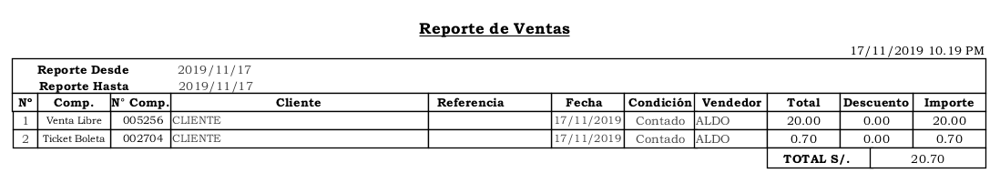 Reporte de Ventas
17/11/2019 10.19 PM
Reporte Desde 2019/11/17
Reporte Hasta 2019/11/17
Nº Comp. N° Comp. Cliente Referencia Fecha Condición Vendedor Total Descuento Importe
1 Venta Libre 005256 CLIENTE 17/11/2019 Contado ALDO 20.00 0.00 20.00
2 Ticket Boleta 002704 CLIENTE 17/11/2019 Contado ALDO 0.70 0.00 0.70
TOTAL S/. 20.70